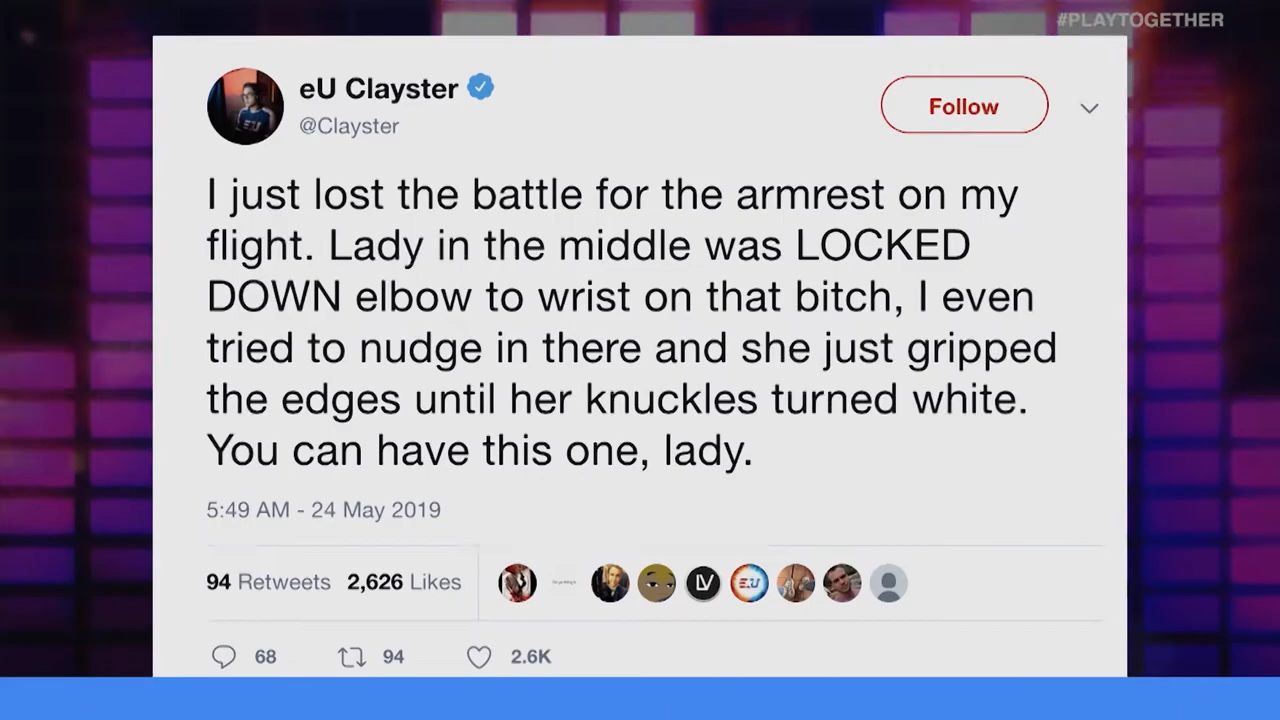 #PLAYTOGETHER
eU Clayster
@Clayster
Follow
I just lost the battle for the armrest on my
flight. Lady in the middle was LOCKED
DOWN elbow to wrist on that bitch, I even
tried to nudge in there and she just gripped
the edges until her knuckles turned white.
You can have this one, lady.
5:49 AM - 24 May 2019
94 Retweets 2,626 Likes
LV
EU
68 94 2.6K